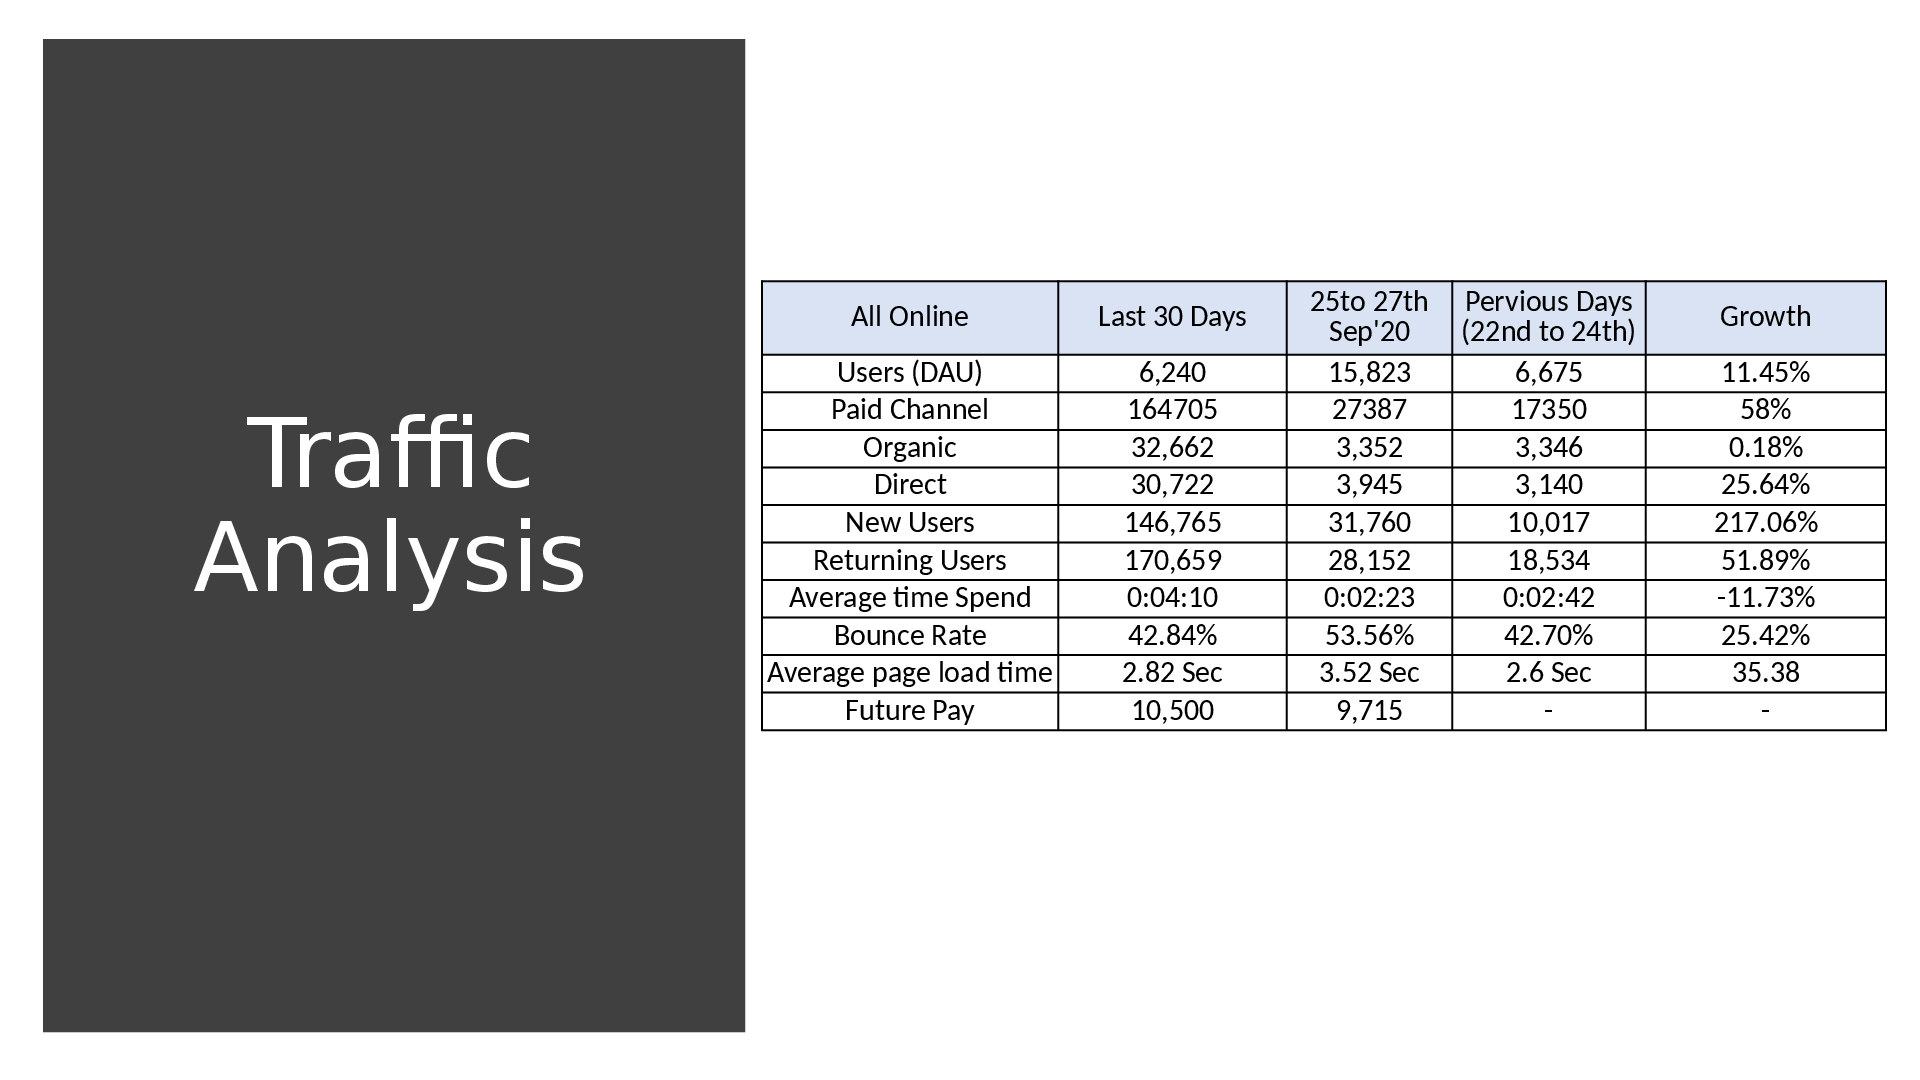 Traffic
Analysis
All Online Last 30 Days 25to 27th Sep'20 Pervious Days (22nd to 24th) Growth
Users (DAU) 6,240 15,823 6,675 11.45%
Paid Channel 164705 27387 17350 58%
Organic 32,662 3,352 3,346 0.18%
Direct 30,722 3,945 3,140 25.64%
New Users 146,765 31,760 10,017 217.06%
Returning Users 170,659 28,152 18,534 51.89%
Average time Spend 0:04:10 0:02:23 0:02:42 -11.73%
Bounce Rate 42.84% 53.56% 42.70% 25.42%
Average page load time 2.82 Sec 3.52 Sec 2.6 Sec 35.38
Future Pay 10,500 9,715 - -